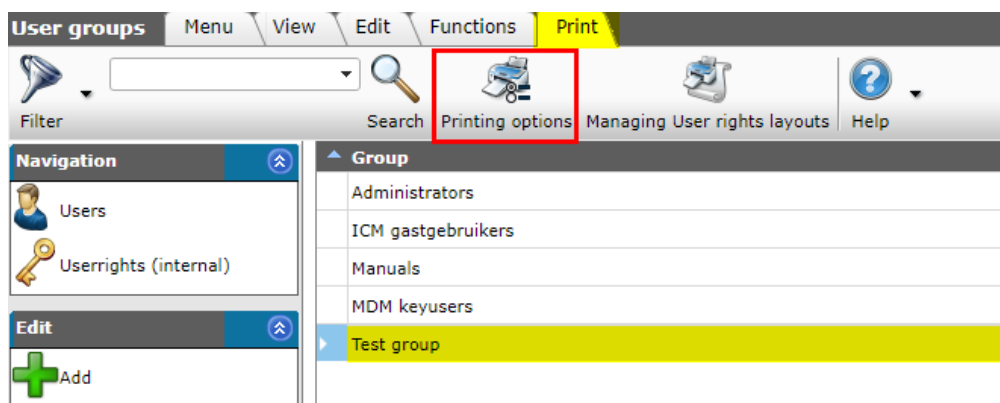 User groups Menu View Edit Functions Print
Filter Search Printing options Managing User rights layouts Help
Navigation
Users
Userrights (internal)
Edit
Add
Group
Administrators
ICM gastgebruikers
Manuals
MDM keyusers
Test group